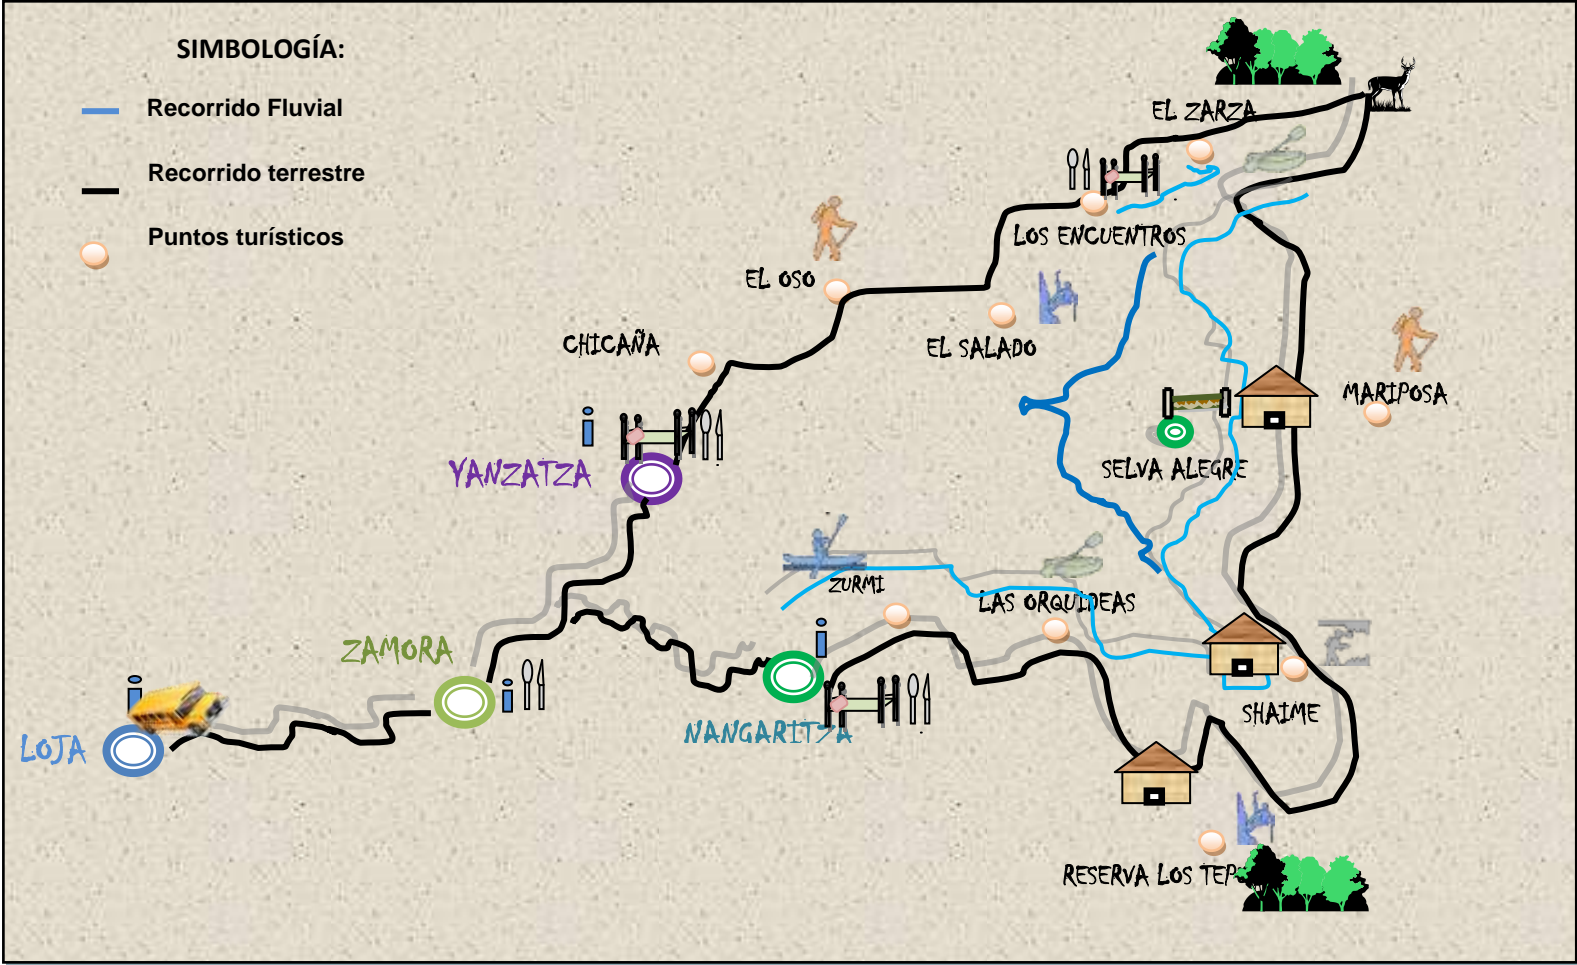 SIMBOLOGÍA:
Recorrido Fluvial
Recorrido terrestre
Puntos turísticos
EL ZARZA
LOS ENCUENTROS
EL OSO
CHICAÑA
EL SALADO
MARIPOSA
YANZATZA
SELVA ALEGRE
ZURMI
LAS ORQUIDEAS
ZAMORA
SHAIME
NANGARITZA
LOJA
RESERVA LOS TEP